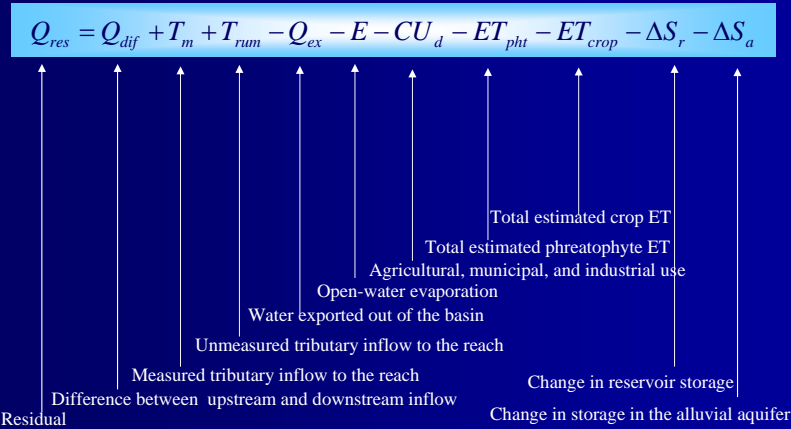 Q_res = Q_dif + T_m + T_rum − Q_ex − E − CU_d − ET_pht − ET_crop − ΔS_r − ΔS_a
Total estimated crop ET
Total estimated phreatophyte ET
Agricultural, municipal, and industrial use
Open-water evaporation
Water exported out of the basin
Unmeasured tributary inflow to the reach
Measured tributary inflow to the reach
Change in reservoir storage
Difference between upstream and downstream inflow
Change in storage in the alluvial aquifer
Residual